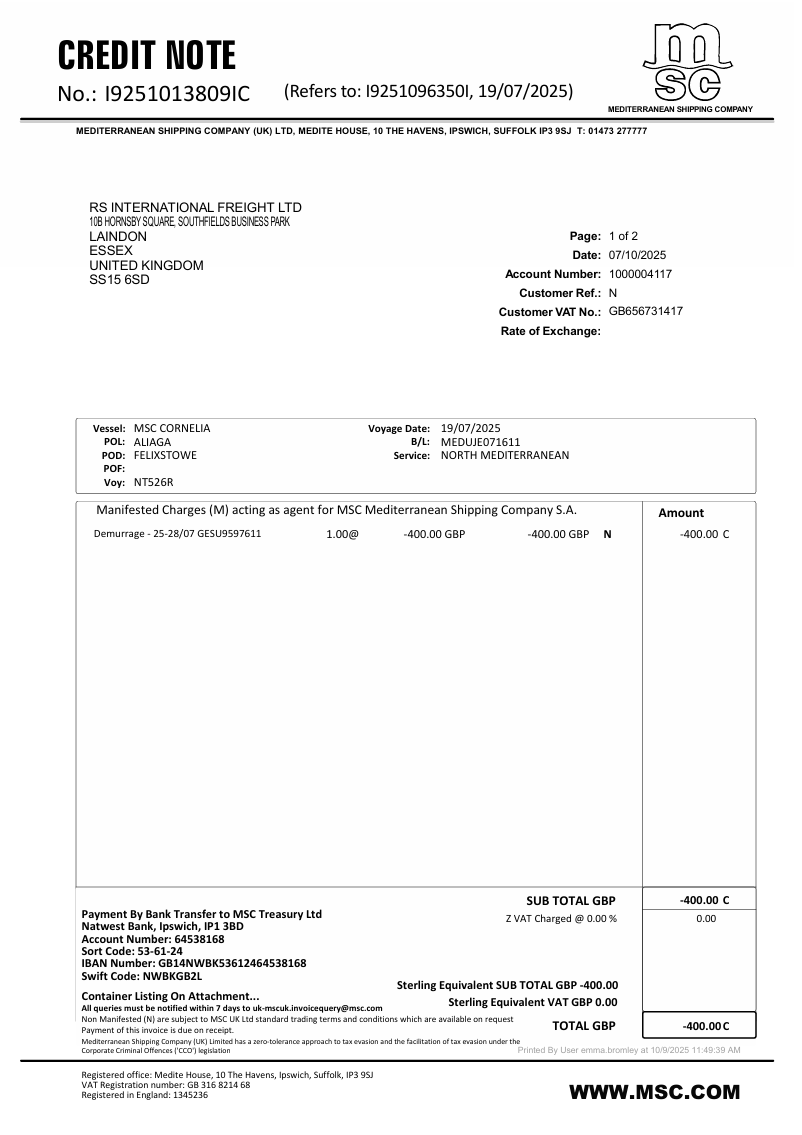 CREDIT NOTE
No.: I9251013809IC (Refers to: I9251096350I, 19/07/2025)
msc
MEDITERRANEAN SHIPPING COMPANY
MEDITERRANEAN SHIPPING COMPANY (UK) LTD, MEDITE HOUSE, 10 THE HAVENS, IPSWICH, SUFFOLK IP3 9SJ T: 01473 277777
RS INTERNATIONAL FREIGHT LTD
10B HORNSBY SQUARE, SOUTHFIELDS BUSINESS PARK
LAINDON
ESSEX
UNITED KINGDOM
SS15 6SD
Page: 1 of 2
Date: 07/10/2025
Account Number: 1000004117
Customer Ref.: N
Customer VAT No.: GB656731417
Rate of Exchange:
Vessel: MSC CORNELIA Voyage Date: 19/07/2025
POL: ALIAGA B/L: MEDUJE071611
POD: FELIXSTOWE Service: NORTH MEDITERRANEAN
POF:
Voy: NT526R
Manifested Charges (M) acting as agent for MSC Mediterranean Shipping Company S.A. Amount
Demurrage - 25-28/07 GESU9597611 1.00@ -400.00 GBP -400.00 GBP N -400.00 C
SUB TOTAL GBP -400.00 C
Z VAT Charged @ 0.00 % 0.00
Payment By Bank Transfer to MSC Treasury Ltd
Natwest Bank, Ipswich, IP1 3BD
Account Number: 64538168
Sort Code: 53-61-24
IBAN Number: GB14NWBK53612464538168
Swift Code: NWBKGB2L
Sterling Equivalent SUB TOTAL GBP -400.00
Sterling Equivalent VAT GBP 0.00
Container Listing On Attachment...
All queries must be notified within 7 days to uk-mscuk.invoicequery@msc.com
Non Manifested (N) are subject to MSC UK Ltd standard trading terms and conditions which are available on request
Payment of this invoice is due on receipt.
TOTAL GBP -400.00 C
Mediterranean Shipping Company (UK) Limited has a zero-tolerance approach to tax evasion and the facilitation of tax evasion under the
Corporate Criminal Offences ('CCO') legislation
Printed By User emma.bromley at 10/9/2025 11:49:39 AM
Registered office: Medite House, 10 The Havens, Ipswich, Suffolk, IP3 9SJ
VAT Registration number: GB 316 8214 68
Registered in England: 1345236
WWW.MSC.COM